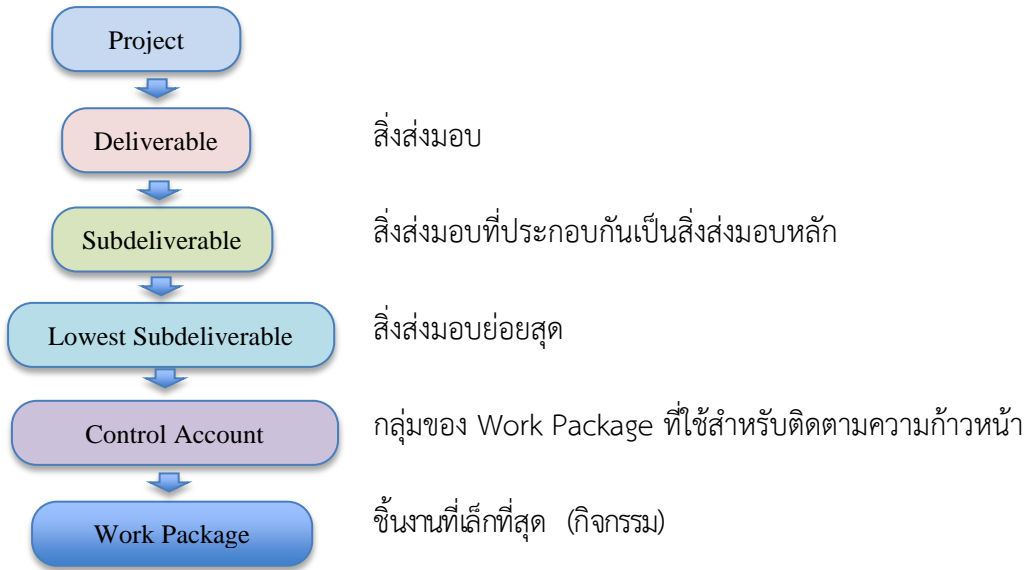 Project
Deliverable สิ่งส่งมอบ
Subdeliverable สิ่งส่งมอบที่ประกอบกันเป็นสิ่งส่งมอบหลัก
Lowest Subdeliverable สิ่งส่งมอบย่อยสุด
Control Account กลุ่มของ Work Package ที่ใช้สำหรับติดตามความก้าวหน้า
Work Package ชิ้นงานที่เล็กที่สุด (กิจกรรม)